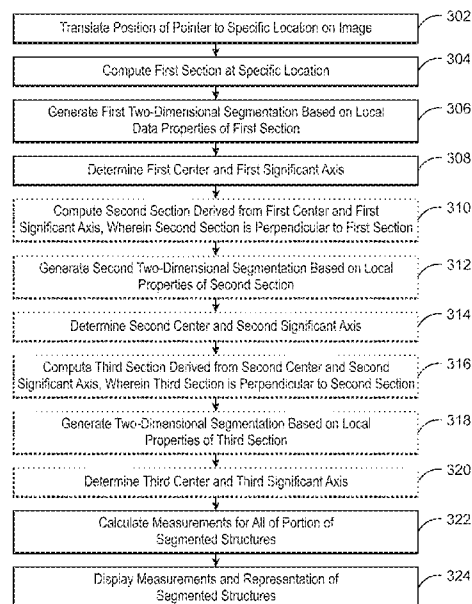 Translate Position of Pointer to Specific Location on Image
302
Compute First Section at Specific Location
304
Generate First Two-Dimensional Segmentation Based on Local
Data Properties of First Section
306
Determine First Center and First Significant Axis
308
Compute Second Section Derived from First Center and First
Significant Axis, Wherein Second Section is Perpendicular to First Section
310
Generate Second Two-Dimensional Segmentation Based on Local
Properties of Second Section
312
Determine Second Center and Second Significant Axis
314
Compute Third Section Derived from Second Center and Second
Significant Axis, Wherein Third Section is Perpendicular to Second Section
316
Generate Two-Dimensional Segmentation Based on Local
Properties of Third Section
318
Determine Third Center and Third Significant Axis
320
Calculate Measurements for All of Portion of
Segmented Structures
322
Display Measurements and Representation of
Segmented Structures
324